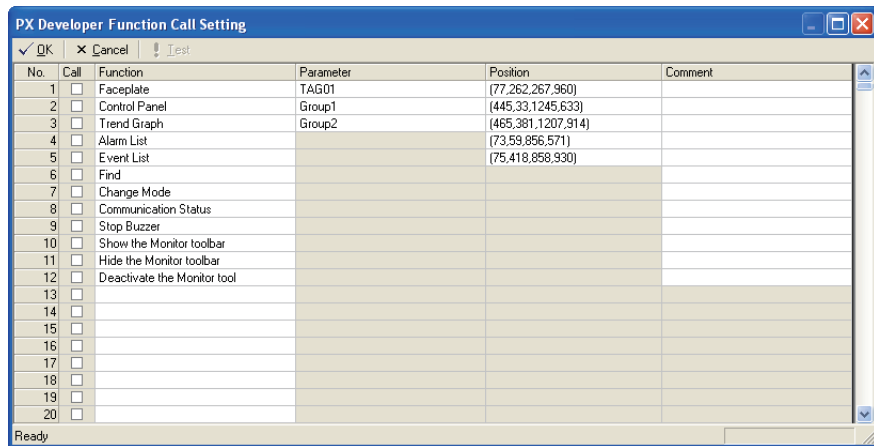 PX Developer Function Call Setting
OK Cancel Test
No. Call Function Parameter Position Comment
1 Faceplate TAG01 (77,262,267,960)
2 Control Panel Group1 (445,33,1245,633)
3 Trend Graph Group2 (465,381,1207,914)
4 Alarm List (73,59,856,571)
5 Event List (75,418,858,930)
6 Find
7 Change Mode
8 Communication Status
9 Stop Buzzer
10 Show the Monitor toolbar
11 Hide the Monitor toolbar
12 Deactivate the Monitor tool
13
14
15
16
17
18
19
20
Ready